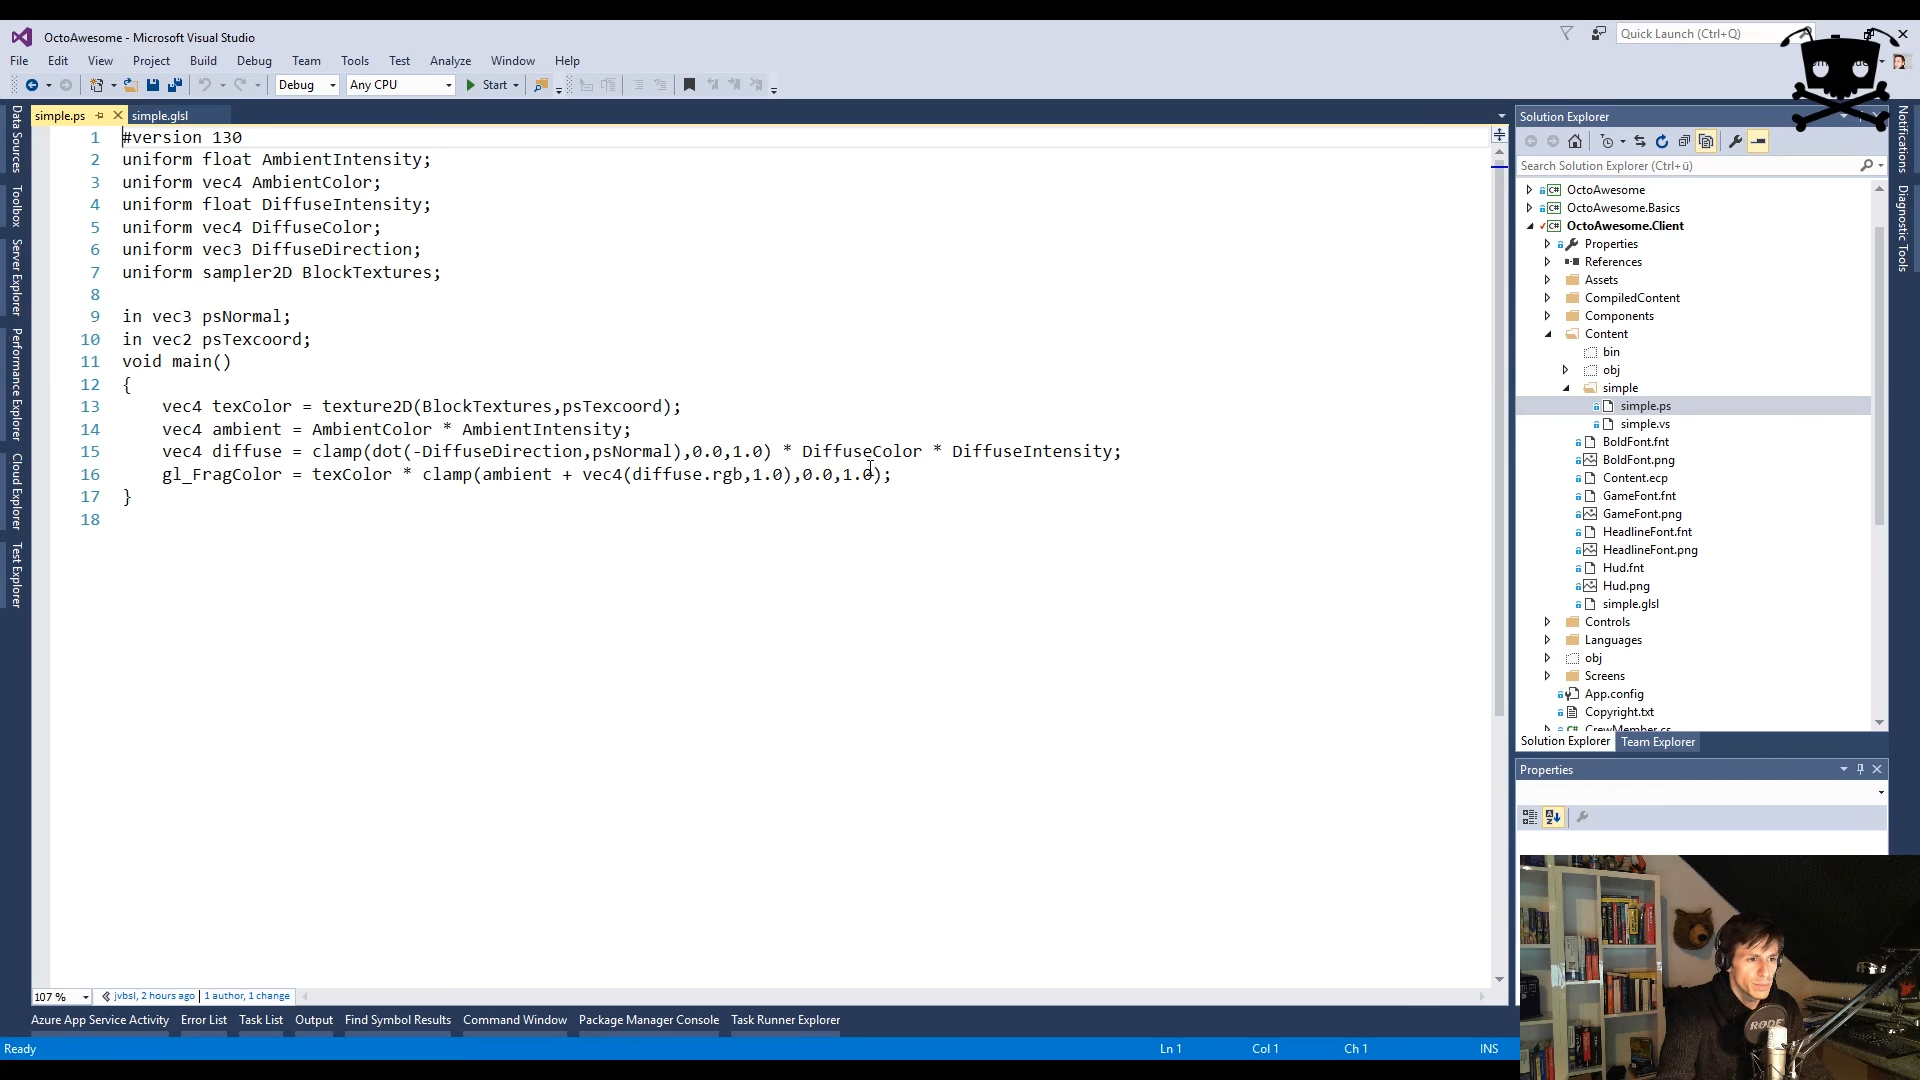 OctoAwesome - Microsoft Visual Studio
Quick Launch (Ctrl+Q)
File Edit View Project Build Debug Team Tools Test Analyze Window Help
Debug Any CPU Start
simple.ps simple.glsl
1 #version 130
2 uniform float AmbientIntensity;
3 uniform vec4 AmbientColor;
4 uniform float DiffuseIntensity;
5 uniform vec4 DiffuseColor;
6 uniform vec3 DiffuseDirection;
7 uniform sampler2D BlockTextures;
8
9 in vec3 psNormal;
10 in vec2 psTexcoord;
11 void main()
12 {
13 vec4 texColor = texture2D(BlockTextures,psTexcoord);
14 vec4 ambient = AmbientColor * AmbientIntensity;
15 vec4 diffuse = clamp(dot(-DiffuseDirection,psNormal),0.0,1.0) * DiffuseColor * DiffuseIntensity;
16 gl_FragColor = texColor * clamp(ambient + vec4(diffuse.rgb,1.0),0.0,1.0);
17 }
18
107 % jvbsl, 2 hours ago | 1 author, 1 change
Data Sources
Toolbox
Server Explorer
Performance Explorer
Cloud Explorer
Test Explorer
Solution Explorer
Search Solution Explorer (Ctrl+ü)
OctoAwesome
OctoAwesome.Basics
OctoAwesome.Client
Properties
References
Assets
CompiledContent
Components
Content
bin
obj
simple
simple.ps
simple.vs
BoldFont.fnt
BoldFont.png
Content.ecp
GameFont.fnt
GameFont.png
HeadlineFont.fnt
HeadlineFont.png
Hud.fnt
Hud.png
simple.glsl
Controls
Languages
obj
Screens
App.config
Copyright.txt
CrewMember.cs
Solution Explorer Team Explorer
Properties
Notifications
Diagnostic Tools
Azure App Service Activity Error List Task List Output Find Symbol Results Command Window Package Manager Console Task Runner Explorer
Ready Ln 1 Col 1 Ch 1 INS
RØDE